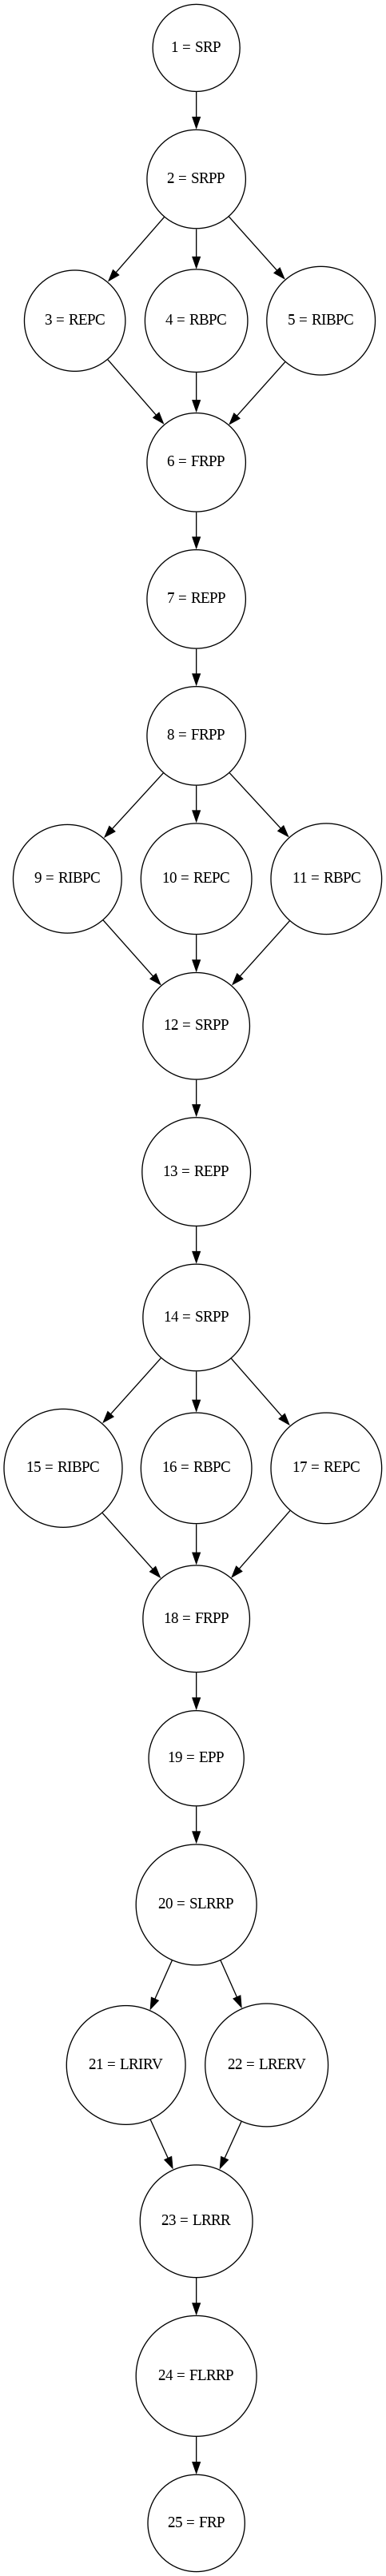 1 = SRP
2 = SRPP
3 = REPC
4 = RBPC
5 = RIBPC
6 = FRPP
7 = REPP
8 = FRPP
9 = RIBPC
10 = REPC
11 = RBPC
12 = SRPP
13 = REPP
14 = SRPP
15 = RIBPC
16 = RBPC
17 = REPC
18 = FRPP
19 = EPP
20 = SLRRP
21 = LRIRV
22 = LRERV
23 = LRRR
24 = FLRRP
25 = FRP